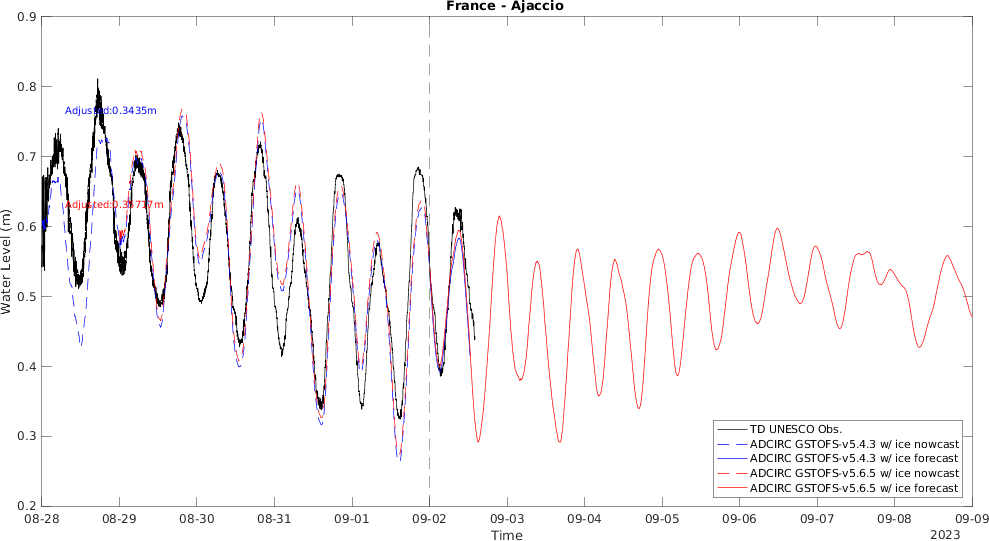 France - Ajaccio
0.9
0.8
0.7
0.6
0.5
0.4
0.3
0.2
Water Level (m)
Adjusted:0.3435m
Adjusted:0.35717m
TD UNESCO Obs.
ADCIRC GSTOFS-v5.4.3 w/ ice nowcast
ADCIRC GSTOFS-v5.4.3 w/ ice forecast
ADCIRC GSTOFS-v5.6.5 w/ ice nowcast
ADCIRC GSTOFS-v5.6.5 w/ ice forecast
08-28 08-29 08-30 08-31 09-01 09-02 09-03 09-04 09-05 09-06 09-07 09-08 09-09
Time
2023